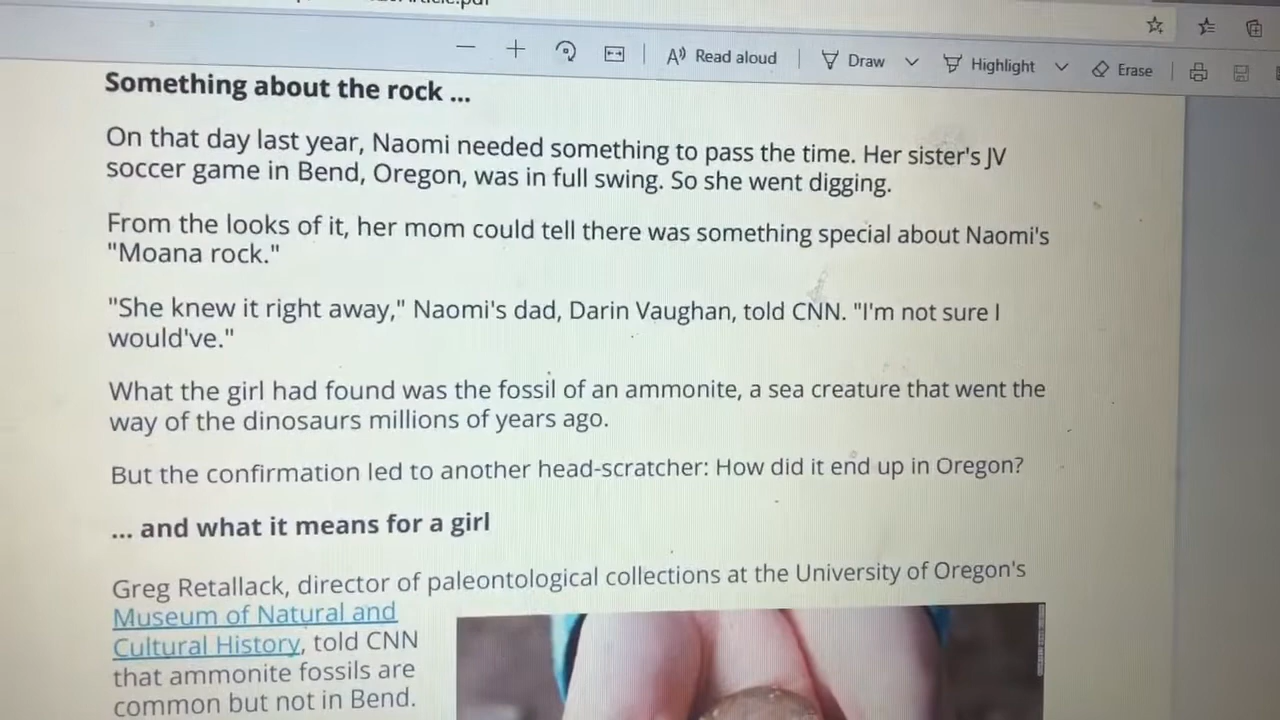 Read aloud
Draw
Highlight
Erase
Something about the rock ...
On that day last year, Naomi needed something to pass the time. Her sister's JV
soccer game in Bend, Oregon, was in full swing. So she went digging.
From the looks of it, her mom could tell there was something special about Naomi's
"Moana rock."
"She knew it right away," Naomi's dad, Darin Vaughan, told CNN. "I'm not sure I
would've."
What the girl had found was the fossil of an ammonite, a sea creature that went the
way of the dinosaurs millions of years ago.
But the confirmation led to another head-scratcher: How did it end up in Oregon?
... and what it means for a girl
Greg Retallack, director of paleontological collections at the University of Oregon's
Museum of Natural and
Cultural History, told CNN
that ammonite fossils are
common but not in Bend.